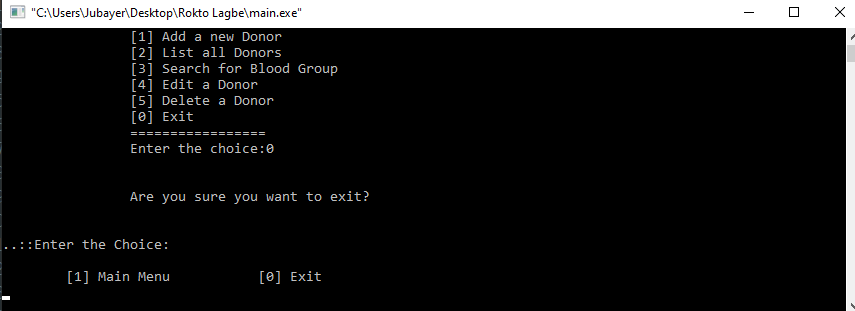 "C:\Users\Jubayer\Desktop\Rokto Lagbe\main.exe"
[1] Add a new Donor
[2] List all Donors
[3] Search for Blood Group
[4] Edit a Donor
[5] Delete a Donor
[0] Exit
=================
Enter the choice:0
Are you sure you want to exit?
..::Enter the Choice:
[1] Main Menu [0] Exit